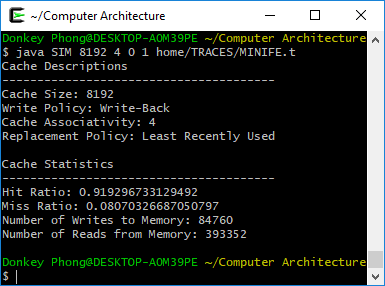 ~/Computer Architecture
Donkey Phong@DESKTOP-AOM39PE ~/Computer Architecture
$ java SIM 8192 4 0 1 home/TRACES/MINIFE.t
Cache Descriptions
---------------------------------------
Cache Size: 8192
Write Policy: Write-Back
Cache Associativity: 4
Replacement Policy: Least Recently Used
Cache Statistics
---------------------------------------
Hit Ratio: 0.919296733129492
Miss Ratio: 0.08070326687050797
Number of Writes to Memory: 84760
Number of Reads from Memory: 393352
Donkey Phong@DESKTOP-AOM39PE ~/Computer Architecture
$